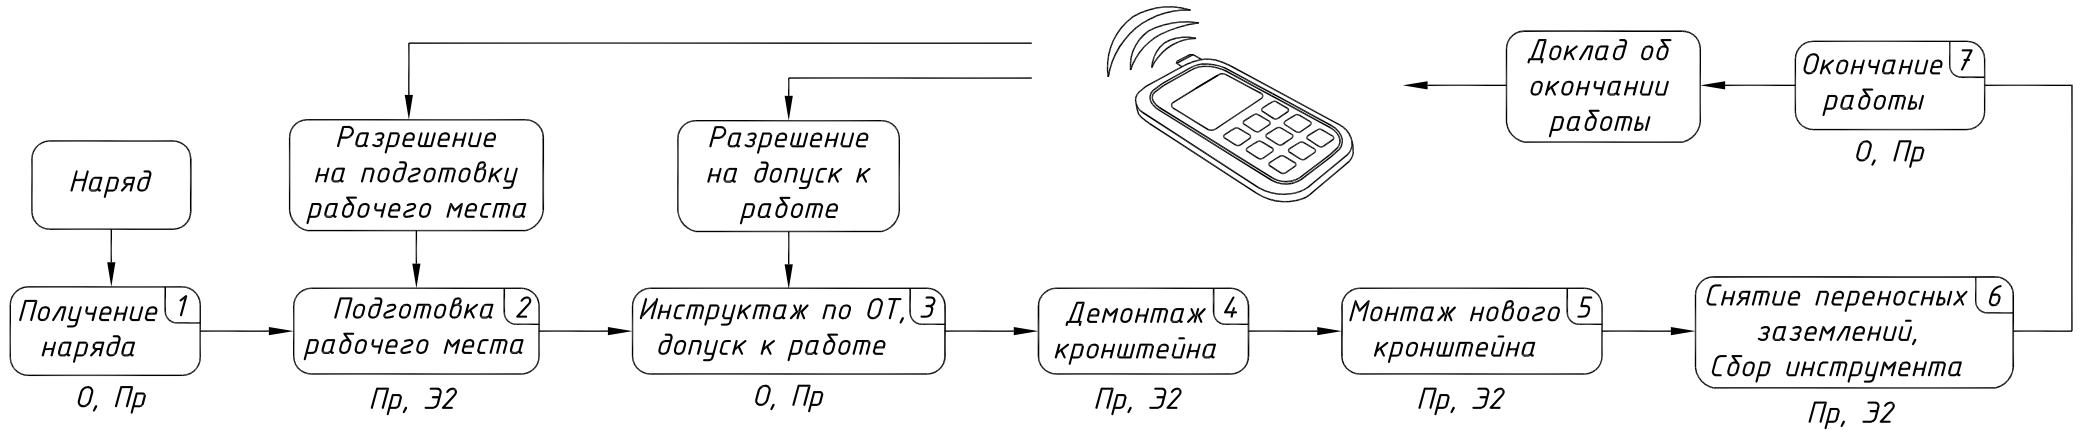 Наряд
Получение 1
наряда
О, Пр
Разрешение
на подготовку
рабочего места
Подготовка 2
рабочего места
Пр, Э2
Разрешение
на допуск к
работе
Инструктаж по ОТ, 3
допуск к работе
О, Пр
Демонтаж 4
кронштейна
Пр, Э2
Монтаж нового 5
кронштейна
Пр, Э2
Снятие переносных 6
заземлений,
Сбор инструмента
Пр, Э2
Окончание 7
работы
О, Пр
Доклад об
окончании
работы